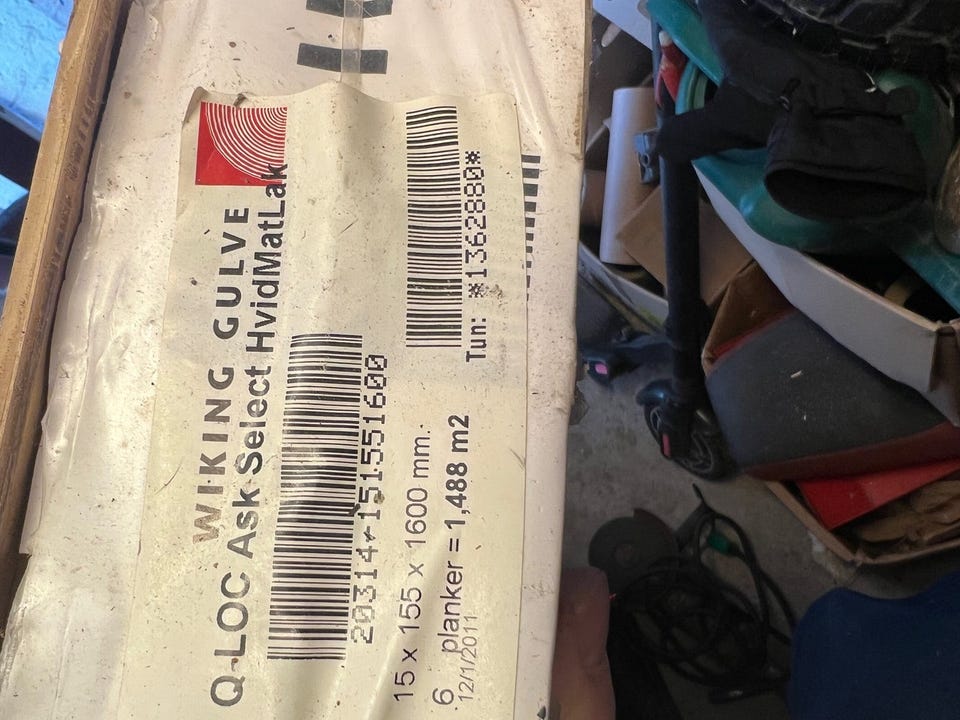 WIKING GULVE
Q-LOC Ask Select HvidMatLak
20314-151551600
15 x 155 x 1600 mm.
6 planker = 1,488 m2
12/1/2011
Tun: *1362880*